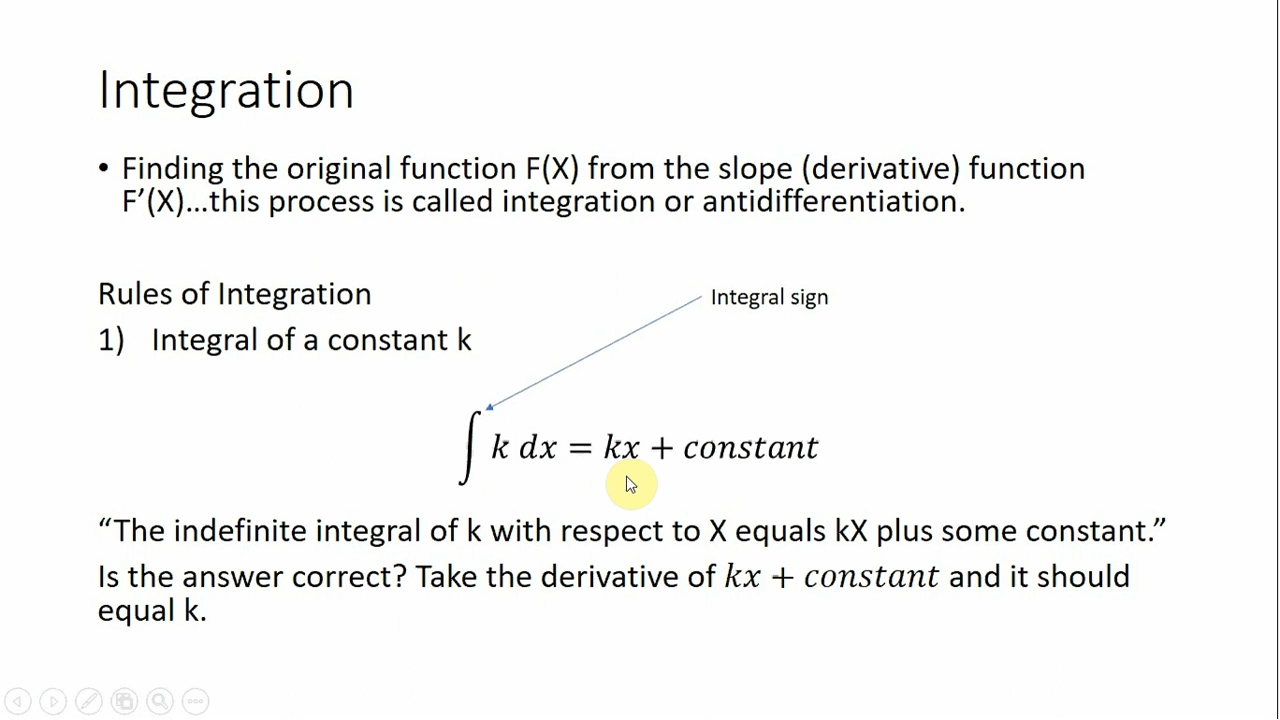 Integration
• Finding the original function F(X) from the slope (derivative) function
F’(X)…this process is called integration or antidifferentiation.
Rules of Integration
Integral sign
1) Integral of a constant k
∫ k dx = kx + constant
“The indefinite integral of k with respect to X equals kX plus some constant.”
Is the answer correct? Take the derivative of kx + constant and it should
equal k.